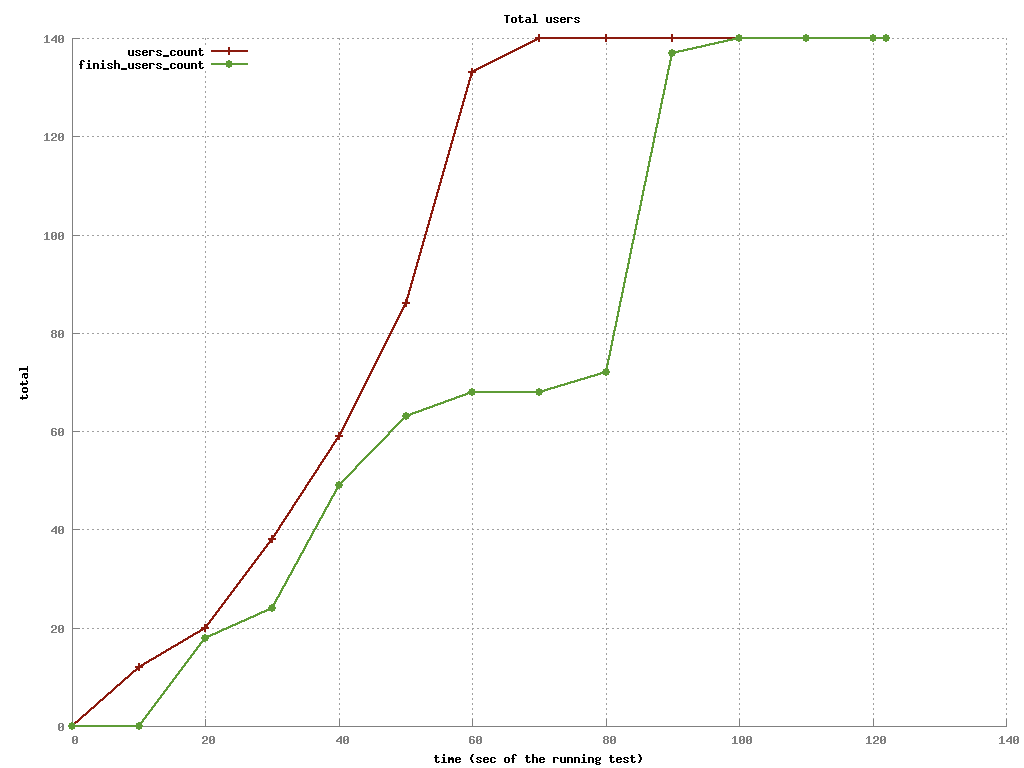 Total users
users_count
finish_users_count
140
120
100
80
60
40
20
0
total
0 20 40 60 80 100 120 140
time (sec of the running test)